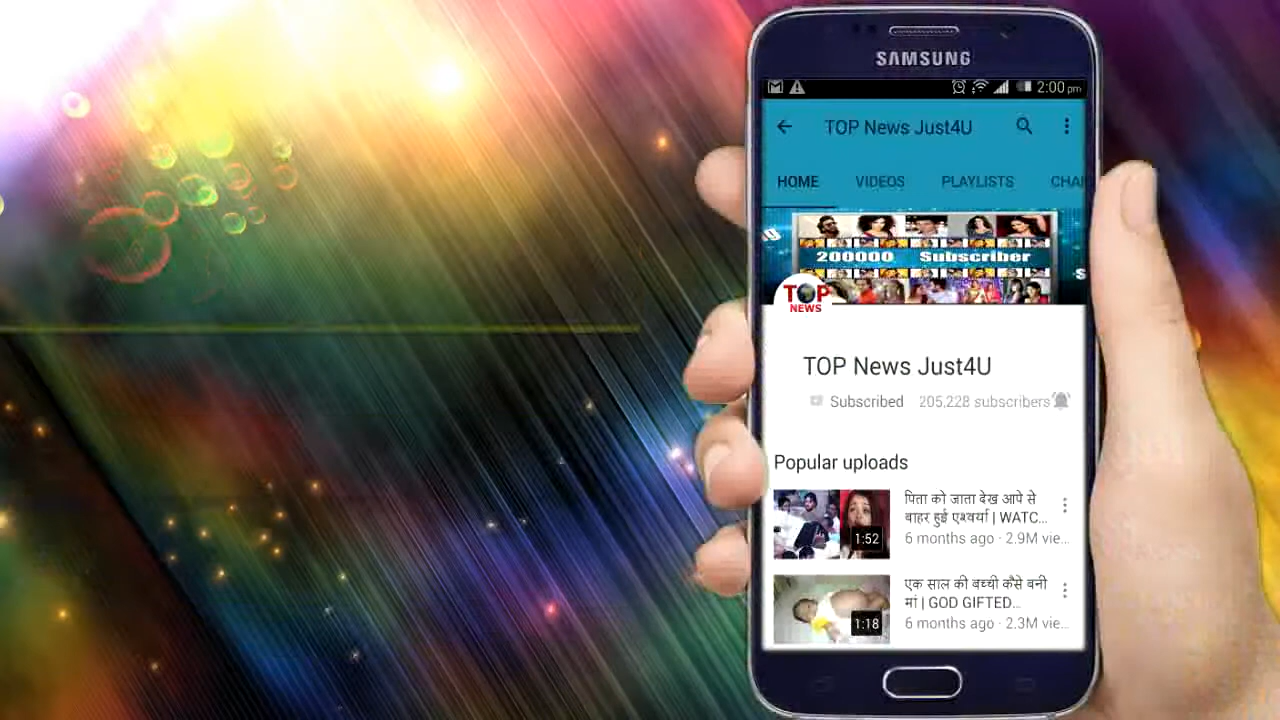 SAMSUNG
2:00 pm
TOP News Just4U
HOME VIDEOS PLAYLISTS CHA
200000 Subscriber
TOP
NEWS
TOP News Just4U
Subscribed 205,228 subscribers
Popular uploads
पिता को जाता देख आपे से
बाहर हुई एश्वर्या | WATC...
6 months ago · 2.9M vie...
1:52
एक साल की बच्ची कैसे बनी
मां | GOD GIFTED...
6 months ago · 2.3M vie...
1:18